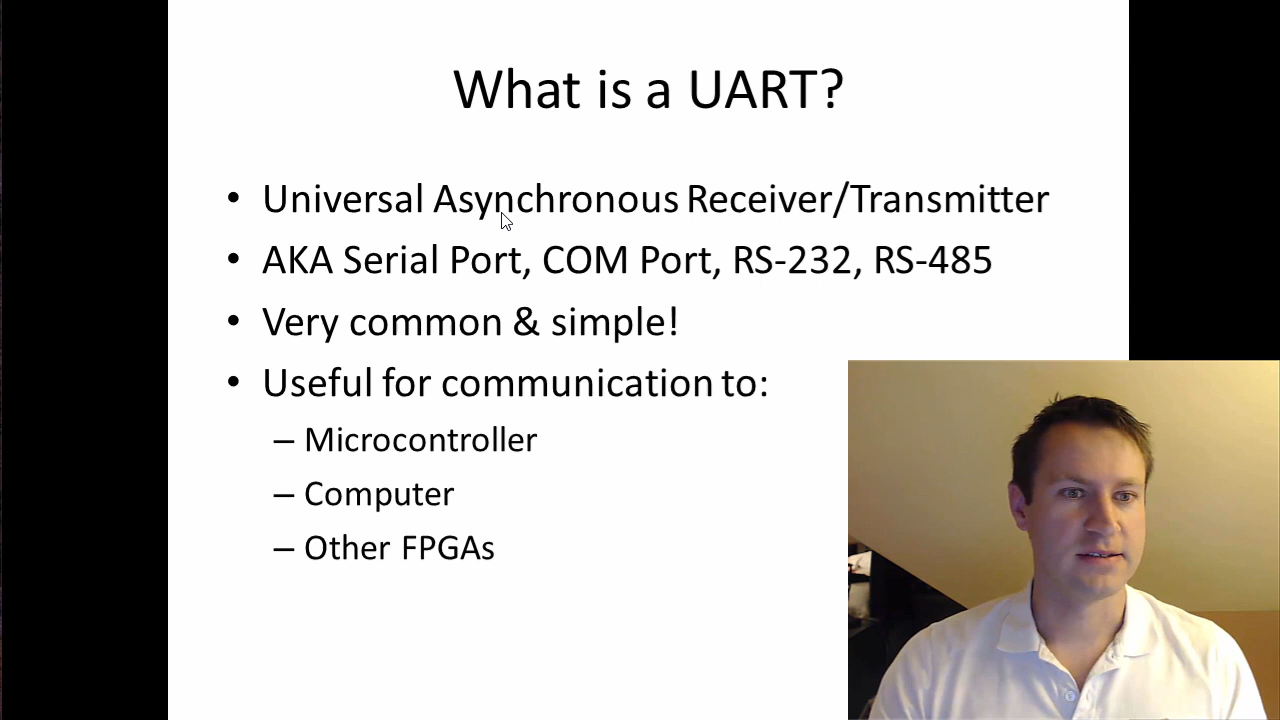 What is a UART?
• Universal Asynchronous Receiver/Transmitter
• AKA Serial Port, COM Port, RS-232, RS-485
• Very common & simple!
• Useful for communication to:
– Microcontroller
– Computer
– Other FPGAs